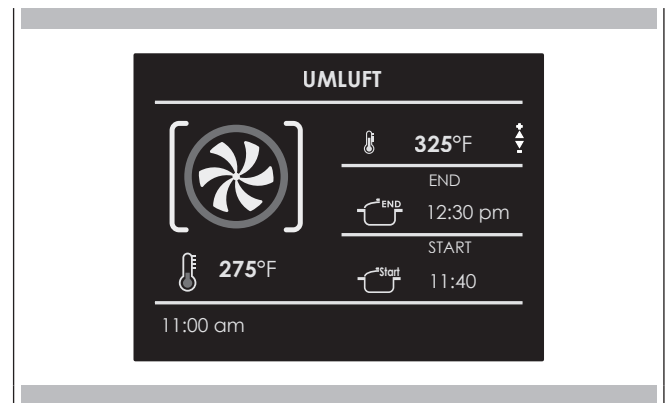 UMLUFT
325°F
END
END
12:30 pm
START
Start
11:40
275°F
11:00 am